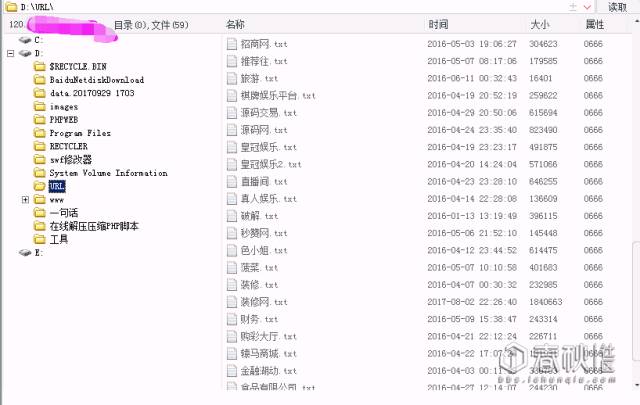 D:\URL\ 读取
120. 目录(0),文件(59) 名称 时间 大小 属性
C:
D:
$RECYCLE.BIN
BaiduNetdiskDownload
data.20170929 1703
images
PHPWEB
Program Files
RECYCLER
swf修改器
System Volume Information
URL
www
一句话
在线解压压缩PHP脚本
工具
E:
招商网.txt 2016-05-03 19:06:27 304623 0666
推荐往.txt 2016-05-07 08:17:06 179585 0666
旅游.txt 2016-06-11 00:32:43 16401 0666
棋牌娱乐平台.txt 2016-04-19 20:52:19 259622 0666
源码交易.txt 2016-04-29 20:50:06 615694 0666
源码网.txt 2016-04-24 23:35:40 823490 0666
皇冠娱乐.txt 2016-04-19 23:23:17 491875 0666
皇冠娱乐2.txt 2016-04-20 14:24:04 571066 0666
直播间.txt 2016-04-23 23:28:10 646255 0666
真人娱乐.txt 2016-04-14 22:28:08 136609 0666
破解.txt 2016-01-13 13:19:49 396115 0666
秒赞网.txt 2016-05-06 21:52:10 145448 0666
色小姐.txt 2016-04-12 23:44:52 614475 0666
菠菜.txt 2016-05-07 10:10:58 401683 0666
装修.txt 2016-04-07 00:30:32 232985 0666
装修网.txt 2017-08-02 22:26:40 1840663 0666
财务.txt 2016-05-09 15:38:47 243314 0666
购彩大厅.txt 2016-04-21 22:12:24 226711 0666
辕马商城.txt 2016-04-22 17:07:2 0666
金融湖动.txt 2016-04-03 00:11: 0666
食品有限公司.txt 2016-04-27 12:14:07 244230 0666
春秋
bbs.ichunqiu.com